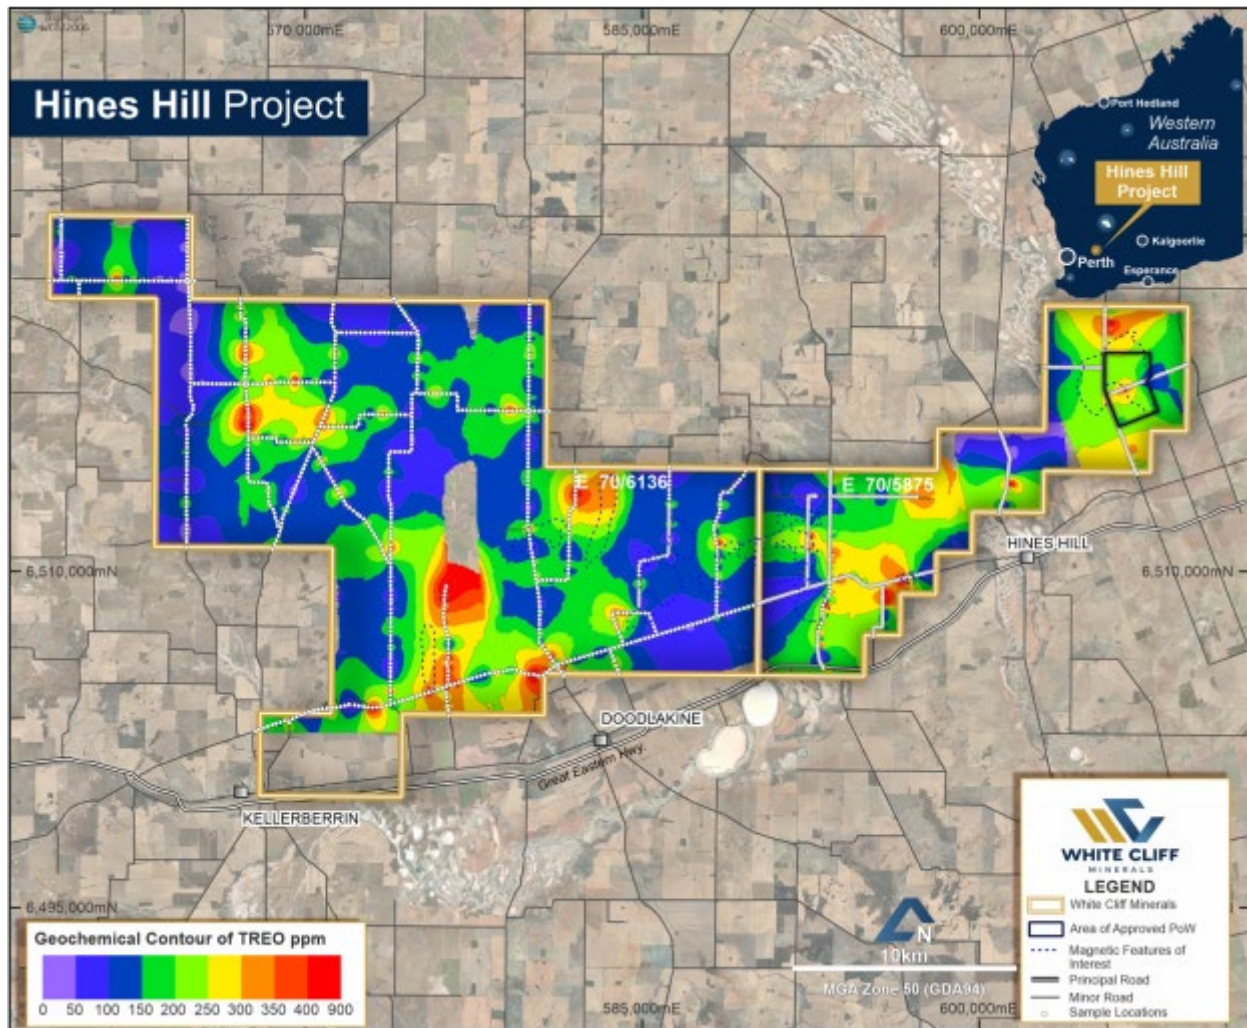 570,000mE
585,000mE
600,000mE
Hines Hill Project
Port Hedland
Western
Australia
Hines Hill
Project
Kalgoorlie
Perth
Esperance
E 70/6136
E 70/5875
HINES HILL
6,510,000mN
6,510,000mN
DOODLAKINE
Great Eastern Hwy.
KELLERBERRIN
6,495,000mN
Geochemical Contour of TREO ppm
0 50 100 150 200 250 300 350 400 900
N
10km
MGA Zone 50 (GDA94)
585,000mE
600,000mE
WHITE CLIFF
MINERALS
LEGEND
White Cliff Minerals
Area of Approved PoW
Magnetic Features of
Interest
Principal Road
Minor Road
Sample Locations